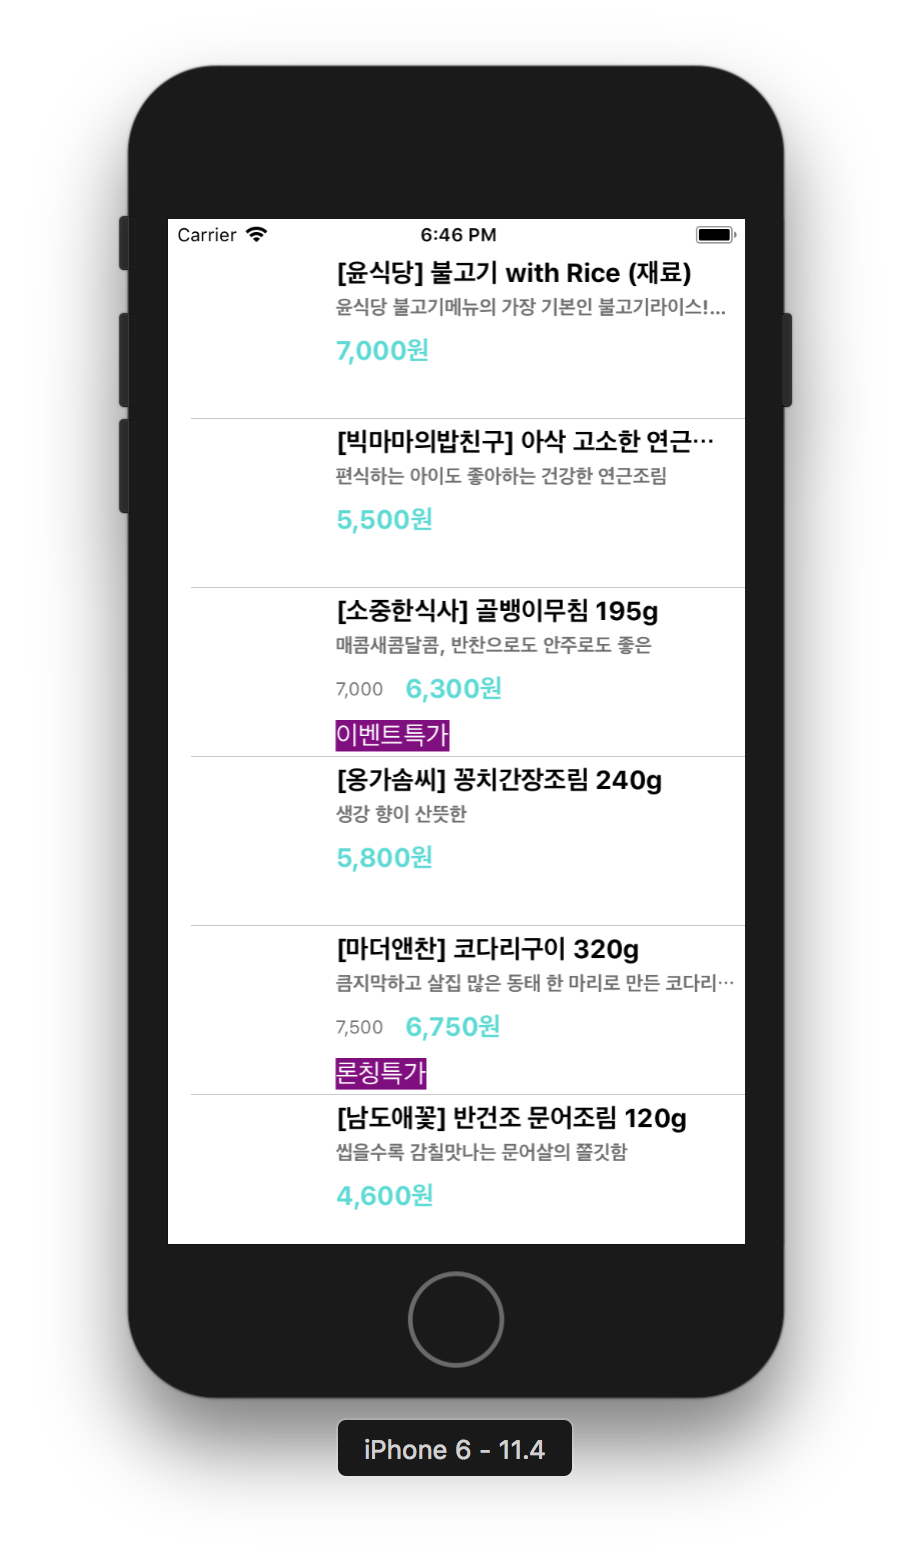 Carrier 6:46 PM
[윤식당] 불고기 with Rice (재료)
윤식당 불고기메뉴의 가장 기본인 불고기라이스!...
7,000원
[빅마마의밥친구] 아삭 고소한 연근...
편식하는 아이도 좋아하는 건강한 연근조림
5,500원
[소중한식사] 골뱅이무침 195g
매콤새콤달콤, 반찬으로도 안주로도 좋은
7,000 6,300원
이벤트특가
[옹가솜씨] 꽁치간장조림 240g
생강 향이 산뜻한
5,800원
[마더앤찬] 코다리구이 320g
큼지막하고 살집 많은 동태 한 마리로 만든 코다리...
7,500 6,750원
론칭특가
[남도애꽃] 반건조 문어조림 120g
씹을수록 감칠맛나는 문어살의 쫄깃함
4,600원
iPhone 6 - 11.4